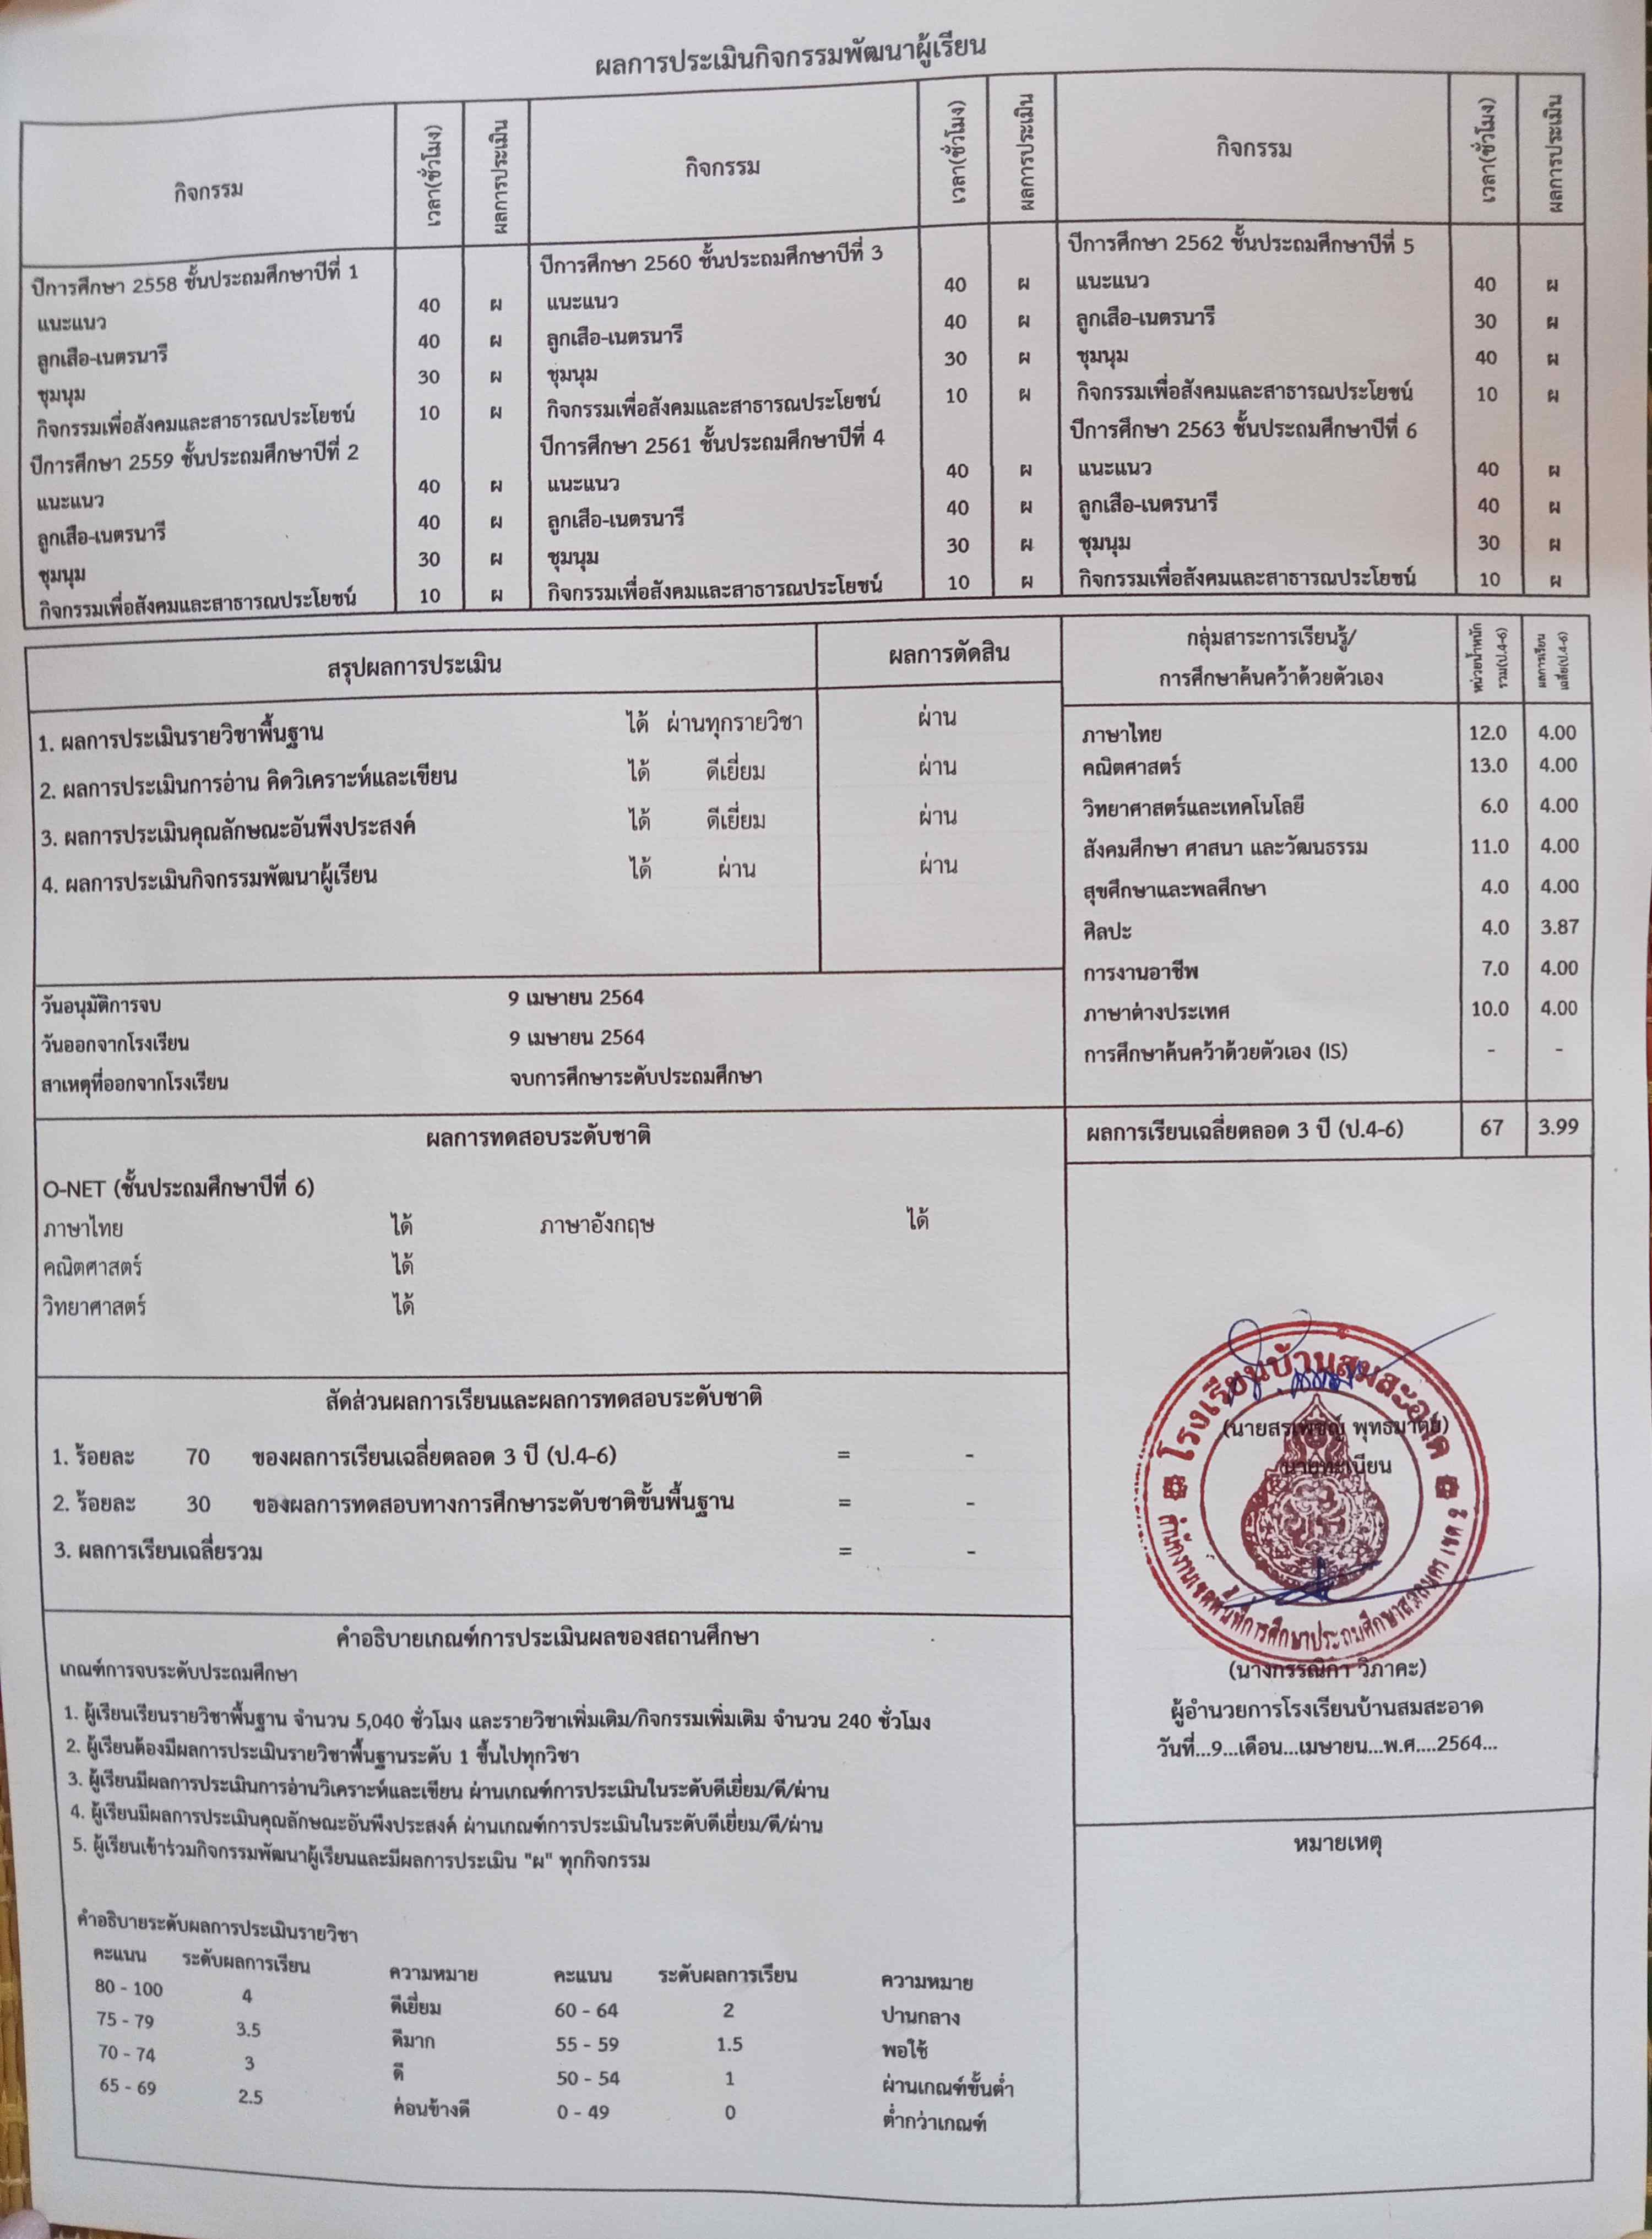 ผลการประเมินกิจกรรมพัฒนาผู้เรียน
กิจกรรม เวลา(ชั่วโมง) ผลการประเมิน กิจกรรม เวลา(ชั่วโมง) ผลการประเมิน กิจกรรม เวลา(ชั่วโมง) ผลการประเมิน
ปีการศึกษา 2558 ชั้นประถมศึกษาปีที่ 1
แนะแนว 40 ผ
ลูกเสือ-เนตรนารี 40 ผ
ชุมนุม 30 ผ
กิจกรรมเพื่อสังคมและสาธารณประโยชน์ 10 ผ
ปีการศึกษา 2559 ชั้นประถมศึกษาปีที่ 2
แนะแนว 40 ผ
ลูกเสือ-เนตรนารี 40 ผ
ชุมนุม 30 ผ
กิจกรรมเพื่อสังคมและสาธารณประโยชน์ 10 ผ
ปีการศึกษา 2560 ชั้นประถมศึกษาปีที่ 3
แนะแนว 40 ผ
ลูกเสือ-เนตรนารี 40 ผ
ชุมนุม 30 ผ
กิจกรรมเพื่อสังคมและสาธารณประโยชน์ 10 ผ
ปีการศึกษา 2561 ชั้นประถมศึกษาปีที่ 4
แนะแนว 40 ผ
ลูกเสือ-เนตรนารี 40 ผ
ชุมนุม 30 ผ
กิจกรรมเพื่อสังคมและสาธารณประโยชน์ 10 ผ
ปีการศึกษา 2562 ชั้นประถมศึกษาปีที่ 5
แนะแนว 40 ผ
ลูกเสือ-เนตรนารี 30 ผ
ชุมนุม 40 ผ
กิจกรรมเพื่อสังคมและสาธารณประโยชน์ 10 ผ
ปีการศึกษา 2563 ชั้นประถมศึกษาปีที่ 6
แนะแนว 40 ผ
ลูกเสือ-เนตรนารี 40 ผ
ชุมนุม 30 ผ
กิจกรรมเพื่อสังคมและสาธารณประโยชน์ 10 ผ
สรุปผลการประเมิน ผลการตัดสิน
1. ผลการประเมินรายวิชาพื้นฐาน ได้ ผ่านทุกรายวิชา ผ่าน
2. ผลการประเมินการอ่าน คิดวิเคราะห์และเขียน ได้ ดีเยี่ยม ผ่าน
3. ผลการประเมินคุณลักษณะอันพึงประสงค์ ได้ ดีเยี่ยม ผ่าน
4. ผลการประเมินกิจกรรมพัฒนาผู้เรียน ได้ ผ่าน ผ่าน
วันอนุมัติการจบ 9 เมษายน 2564
วันออกจากโรงเรียน 9 เมษายน 2564
สาเหตุที่ออกจากโรงเรียน จบการศึกษาระดับประถมศึกษา
กลุ่มสาระการเรียนรู้/
การศึกษาค้นคว้าด้วยตัวเอง
หน่วยน้ำหนัก
รวม(ป.4-6)
ผลการเรียน
เฉลี่ย(ป.4-6)
ภาษาไทย 12.0 4.00
คณิตศาสตร์ 13.0 4.00
วิทยาศาสตร์และเทคโนโลยี 6.0 4.00
สังคมศึกษา ศาสนา และวัฒนธรรม 11.0 4.00
สุขศึกษาและพลศึกษา 4.0 4.00
ศิลปะ 4.0 3.87
การงานอาชีพ 7.0 4.00
ภาษาต่างประเทศ 10.0 4.00
การศึกษาค้นคว้าด้วยตัวเอง (IS) - -
ผลการเรียนเฉลี่ยตลอด 3 ปี (ป.4-6) 67 3.99
ผลการทดสอบระดับชาติ
O-NET (ชั้นประถมศึกษาปีที่ 6)
ภาษาไทย ได้ ภาษาอังกฤษ ได้
คณิตศาสตร์ ได้
วิทยาศาสตร์ ได้
สัดส่วนผลการเรียนและผลการทดสอบระดับชาติ
1. ร้อยละ 70 ของผลการเรียนเฉลี่ยตลอด 3 ปี (ป.4-6) = -
2. ร้อยละ 30 ของผลการทดสอบทางการศึกษาระดับชาติขั้นพื้นฐาน = -
3. ผลการเรียนเฉลี่ยรวม = -
โรงเรียนบ้านส้มสะอาด
นายทะเบียน
สำนักงานเขตพื้นที่การศึกษาประถมศึกษาสกลนคร เขต ๒
(นางกรรณิกา วิภาคะ)
ผู้อำนวยการโรงเรียนบ้านสมสะอาด
วันที่...9...เดือน...เมษายน...พ.ศ....2564...
หมายเหตุ
คำอธิบายเกณฑ์การประเมินผลของสถานศึกษา
เกณฑ์การจบระดับประถมศึกษา
1. ผู้เรียนเรียนรายวิชาพื้นฐาน จำนวน 5,040 ชั่วโมง และรายวิชาเพิ่มเติม/กิจกรรมเพิ่มเติม จำนวน 240 ชั่วโมง
2. ผู้เรียนต้องมีผลการประเมินรายวิชาพื้นฐานระดับ 1 ขึ้นไปทุกวิชา
3. ผู้เรียนมีผลการประเมินการอ่านวิเคราะห์และเขียน ผ่านเกณฑ์การประเมินในระดับดีเยี่ยม/ดี/ผ่าน
4. ผู้เรียนมีผลการประเมินคุณลักษณะอันพึงประสงค์ ผ่านเกณฑ์การประเมินในระดับดีเยี่ยม/ดี/ผ่าน
5. ผู้เรียนเข้าร่วมกิจกรรมพัฒนาผู้เรียนและมีผลการประเมิน "ผ" ทุกกิจกรรม
คำอธิบายระดับผลการประเมินรายวิชา
คะแนน ระดับผลการเรียน ความหมาย คะแนน ระดับผลการเรียน ความหมาย
80 - 100 4 ดีเยี่ยม 60 - 64 2 ปานกลาง
75 - 79 3.5 ดีมาก 55 - 59 1.5 พอใช้
70 - 74 3 ดี 50 - 54 1 ผ่านเกณฑ์ขั้นต่ำ
65 - 69 2.5 ค่อนข้างดี 0 - 49 0 ต่ำกว่าเกณฑ์